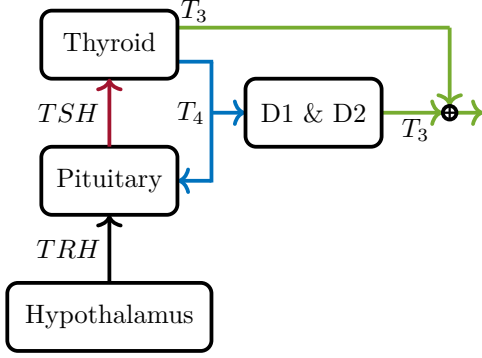 T₃
Thyroid
TSH
T₄
D1 & D2
T₃
Pituitary
TRH
Hypothalamus